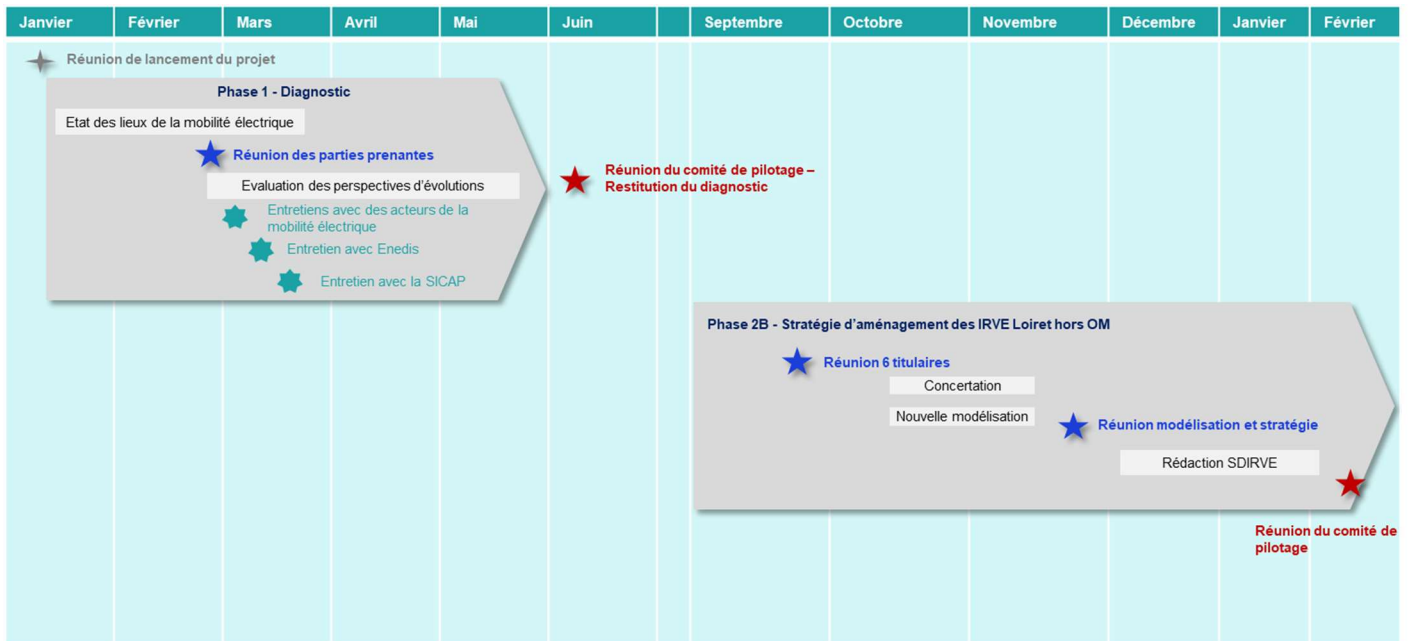 Janvier Février Mars Avril Mai Juin Septembre Octobre Novembre Décembre Janvier Février
Réunion de lancement du projet
Phase 1 - Diagnostic
Etat des lieux de la mobilité électrique
Réunion des parties prenantes
Evaluation des perspectives d'évolutions
Entretiens avec des acteurs de la
mobilité électrique
Entretien avec Enedis
Entretien avec la SICAP
Réunion du comité de pilotage –
Restitution du diagnostic
Phase 2B - Stratégie d'aménagement des IRVE Loiret hors OM
Réunion 6 titulaires
Concertation
Nouvelle modélisation
Réunion modélisation et stratégie
Rédaction SDIRVE
Réunion du comité de
pilotage